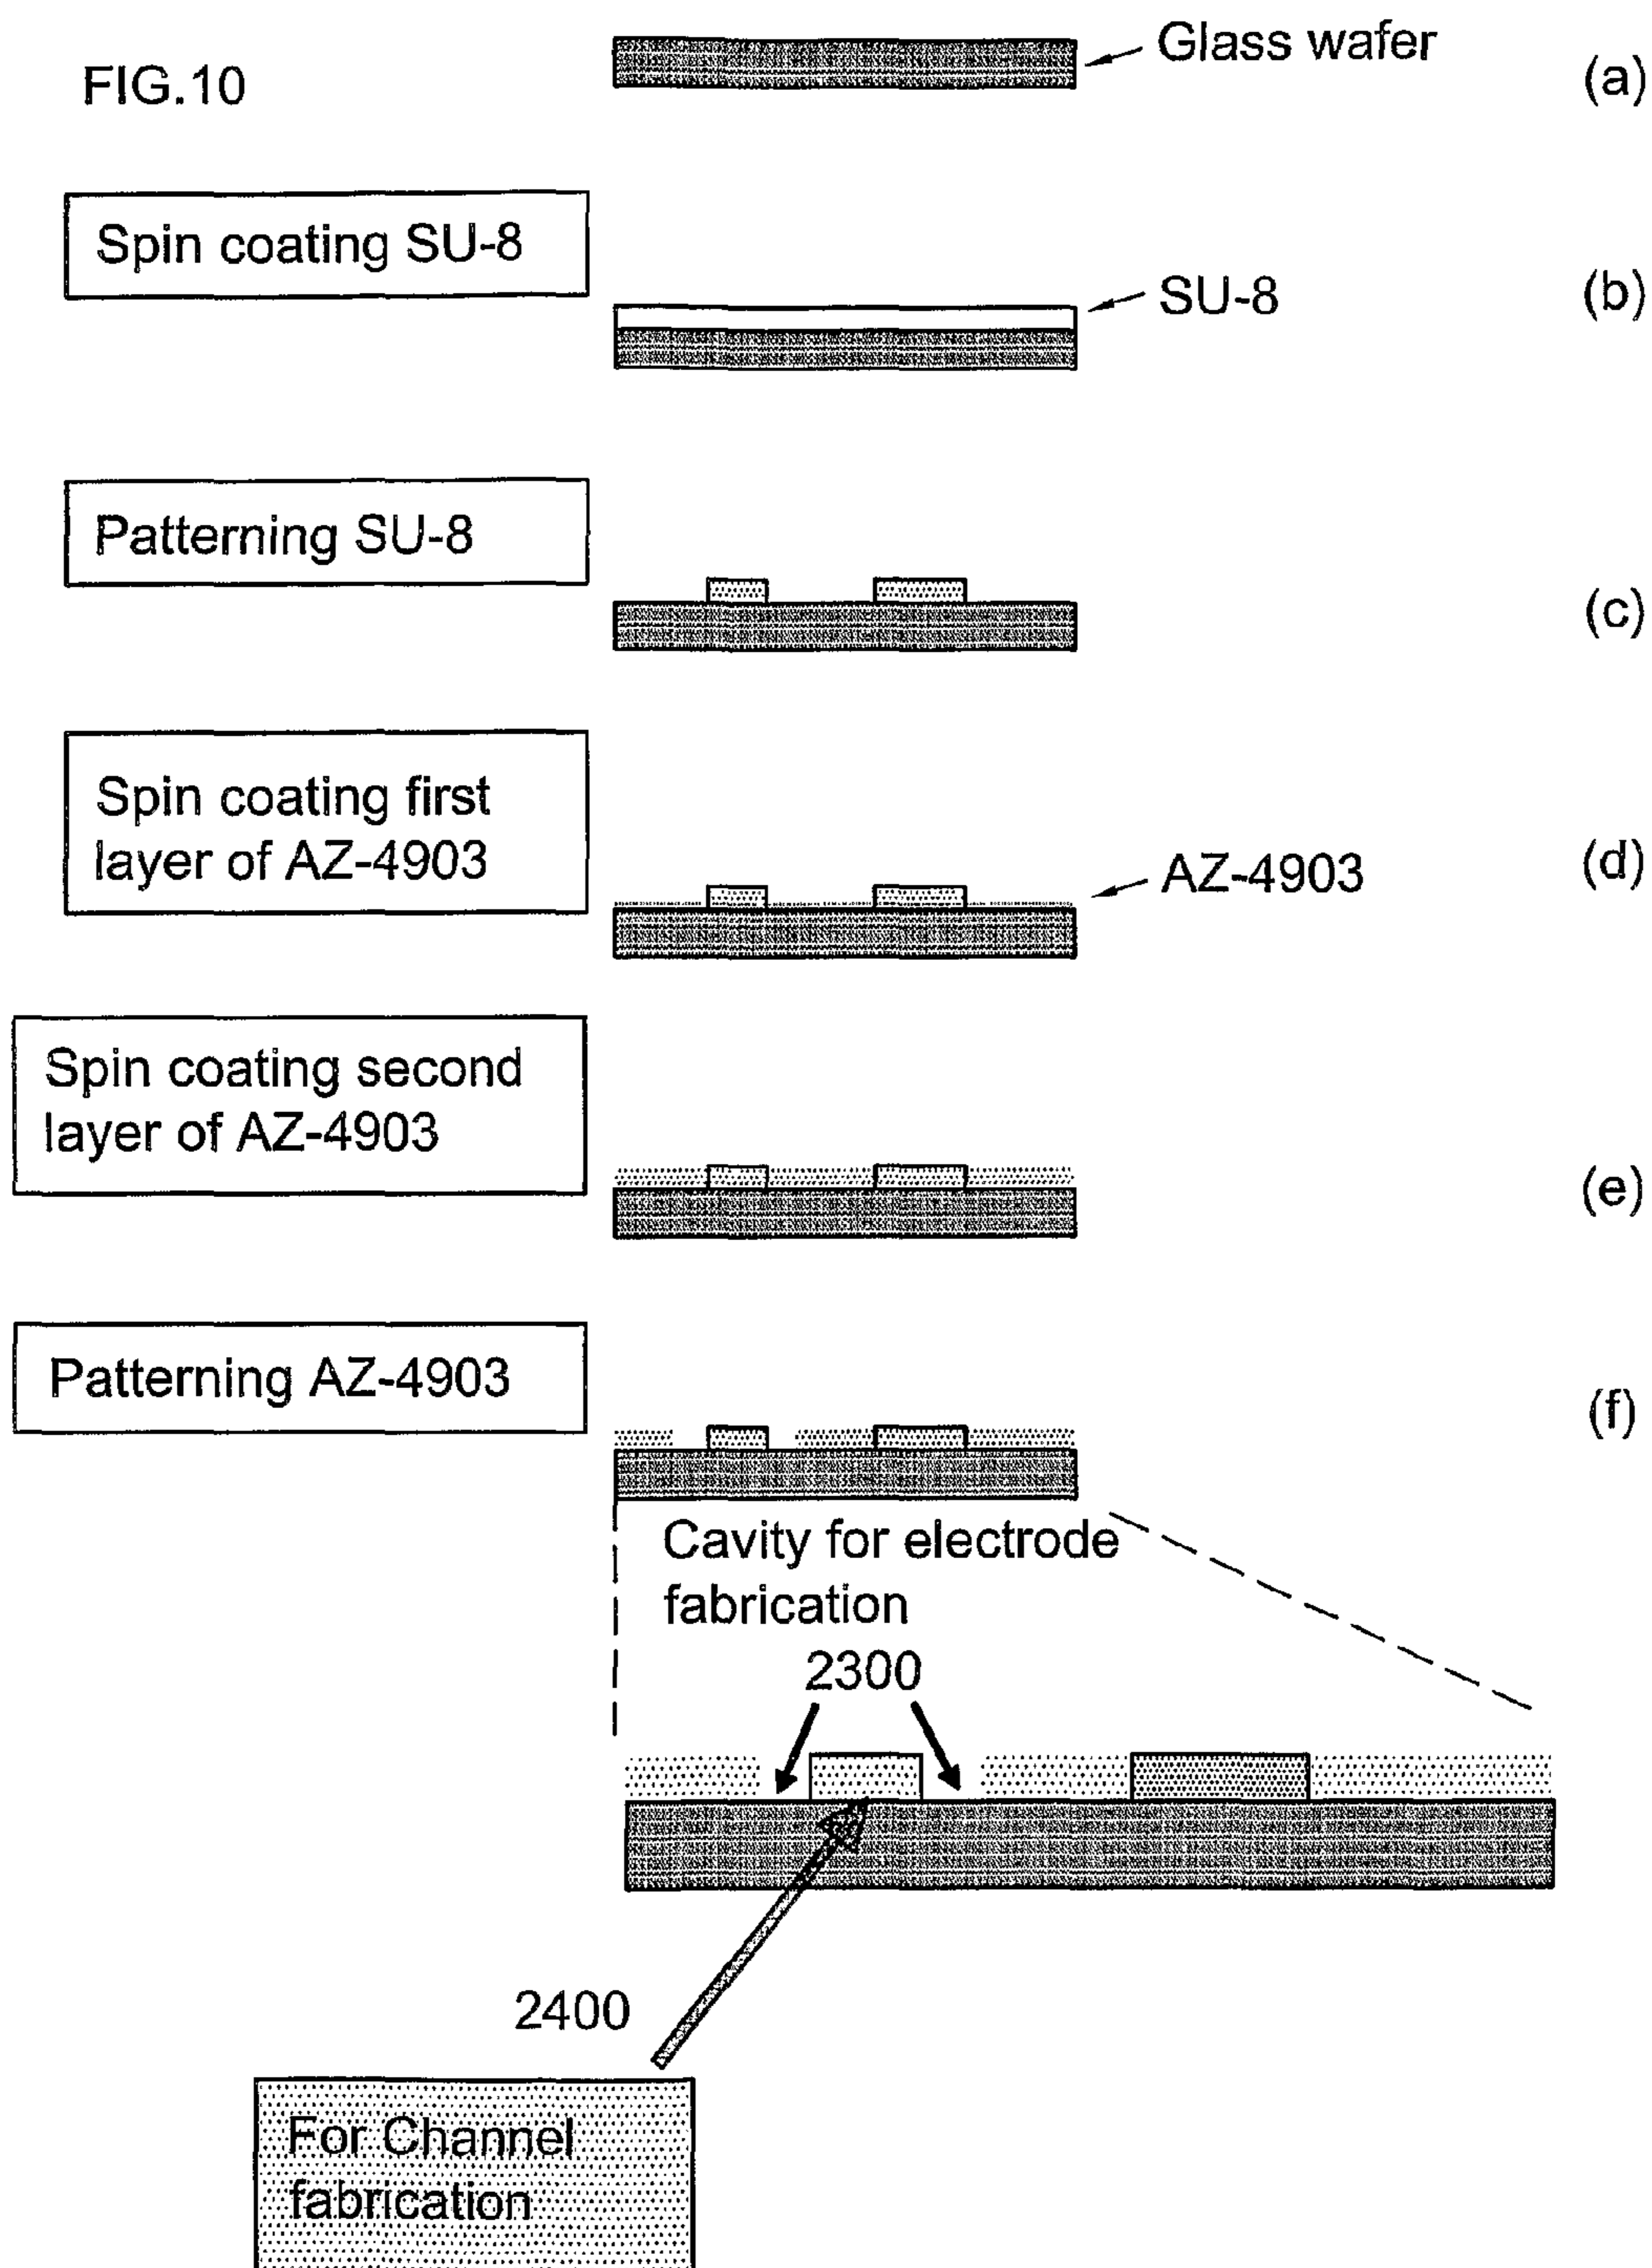 FIG.10
Glass wafer
(a)
Spin coating SU-8
SU-8
(b)
Patterning SU-8
(c)
Spin coating first
layer of AZ-4903
AZ-4903
(d)
Spin coating second
layer of AZ-4903
(e)
Patterning AZ-4903
(f)
Cavity for electrode
fabrication
2300
2400
For Channel
fabrication